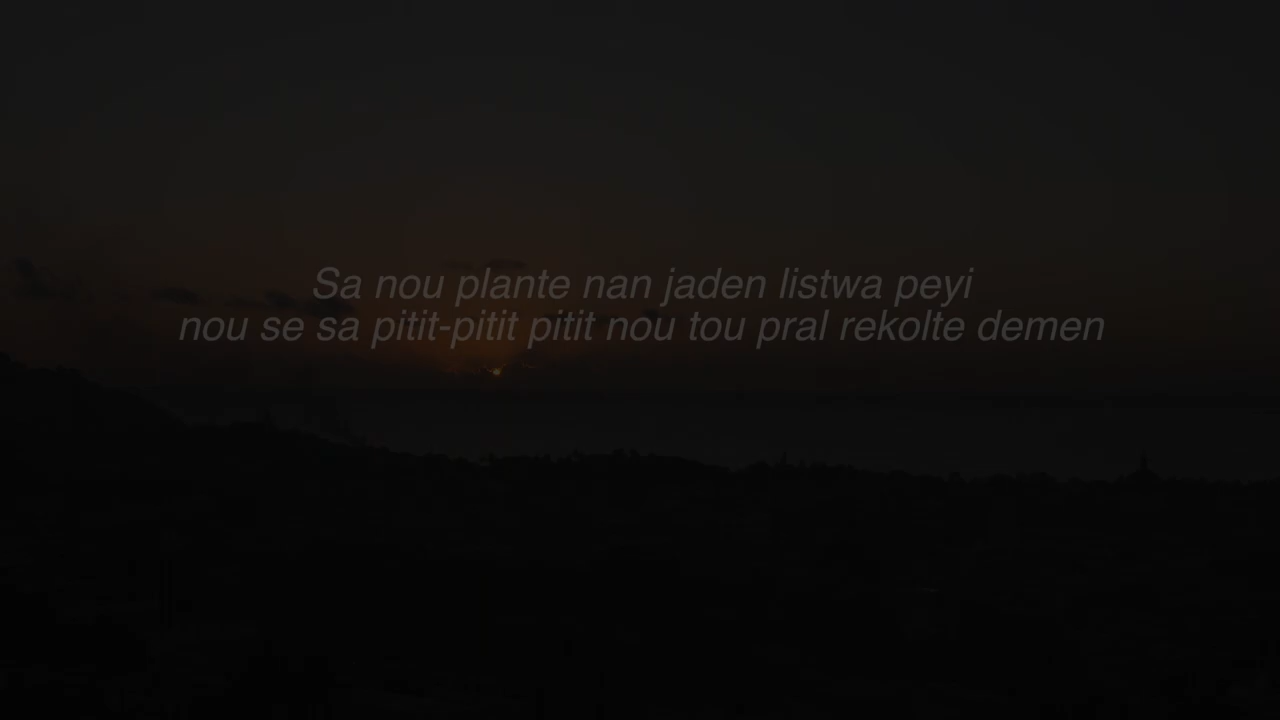 Sa nou plante nan jaden listwa peyi
nou se sa pitit-pitit pitit nou tou pral rekolte demen